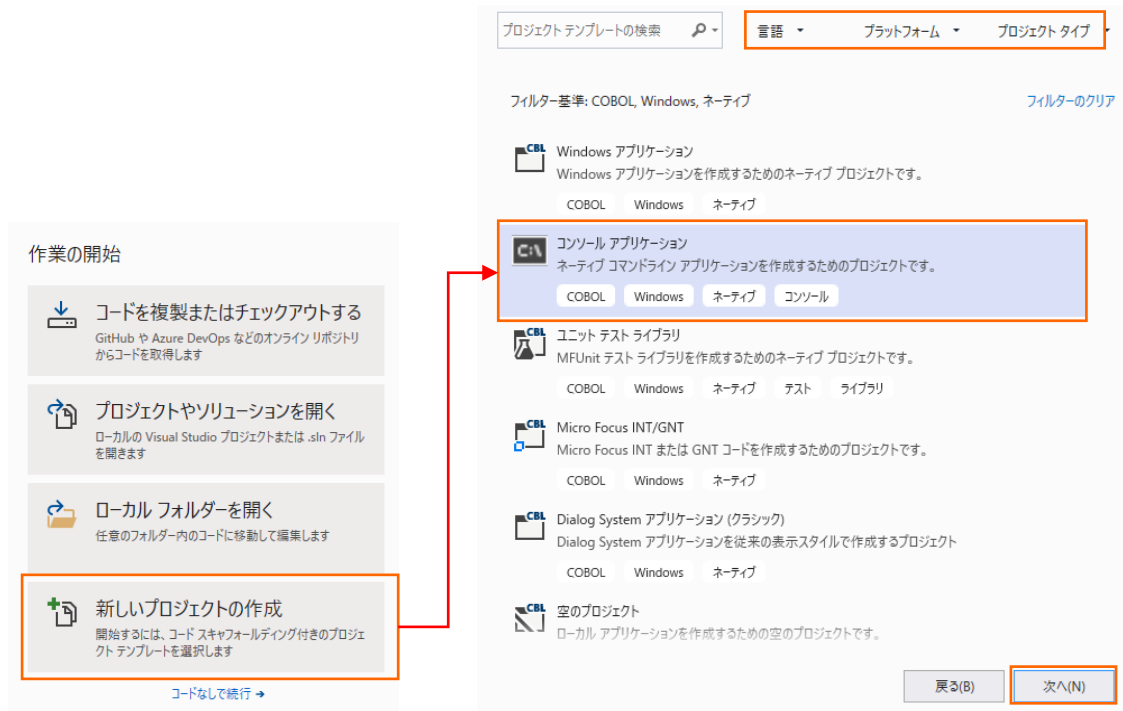 作業の開始
コードを複製またはチェックアウトする
GitHub や Azure DevOps などのオンライン リポジトリ
からコードを取得します
プロジェクトやソリューションを開く
ローカルの Visual Studio プロジェクトまたは .sln ファイル
を開きます
ローカル フォルダーを開く
任意のフォルダー内のコードに移動して編集します
新しいプロジェクトの作成
開始するには、コード スキャフォールディング付きのプロジェ
クト テンプレートを選択します
コードなしで続行 →
プロジェクト テンプレートの検索
言語 プラットフォーム プロジェクト タイプ
フィルター基準: COBOL, Windows, ネーティブ フィルターのクリア
CBL Windows アプリケーション
Windows アプリケーションを作成するためのネーティブ プロジェクトです。
COBOL Windows ネーティブ
C:\ コンソール アプリケーション
ネーティブ コマンドライン アプリケーションを作成するためのプロジェクトです。
COBOL Windows ネーティブ コンソール
CBL ユニット テスト ライブラリ
MFUnit テスト ライブラリを作成するためのネーティブ プロジェクトです。
COBOL Windows ネーティブ テスト ライブラリ
CBL Micro Focus INT/GNT
Micro Focus INT または GNT コードを作成するためのプロジェクトです。
COBOL Windows ネーティブ
CBL Dialog System アプリケーション (クラシック)
Dialog System アプリケーションを従来の表示スタイルで作成するプロジェクト
COBOL Windows ネーティブ
CBL 空のプロジェクト
ローカル アプリケーションを作成するための空のプロジェクトです。
戻る(B) 次へ(N)